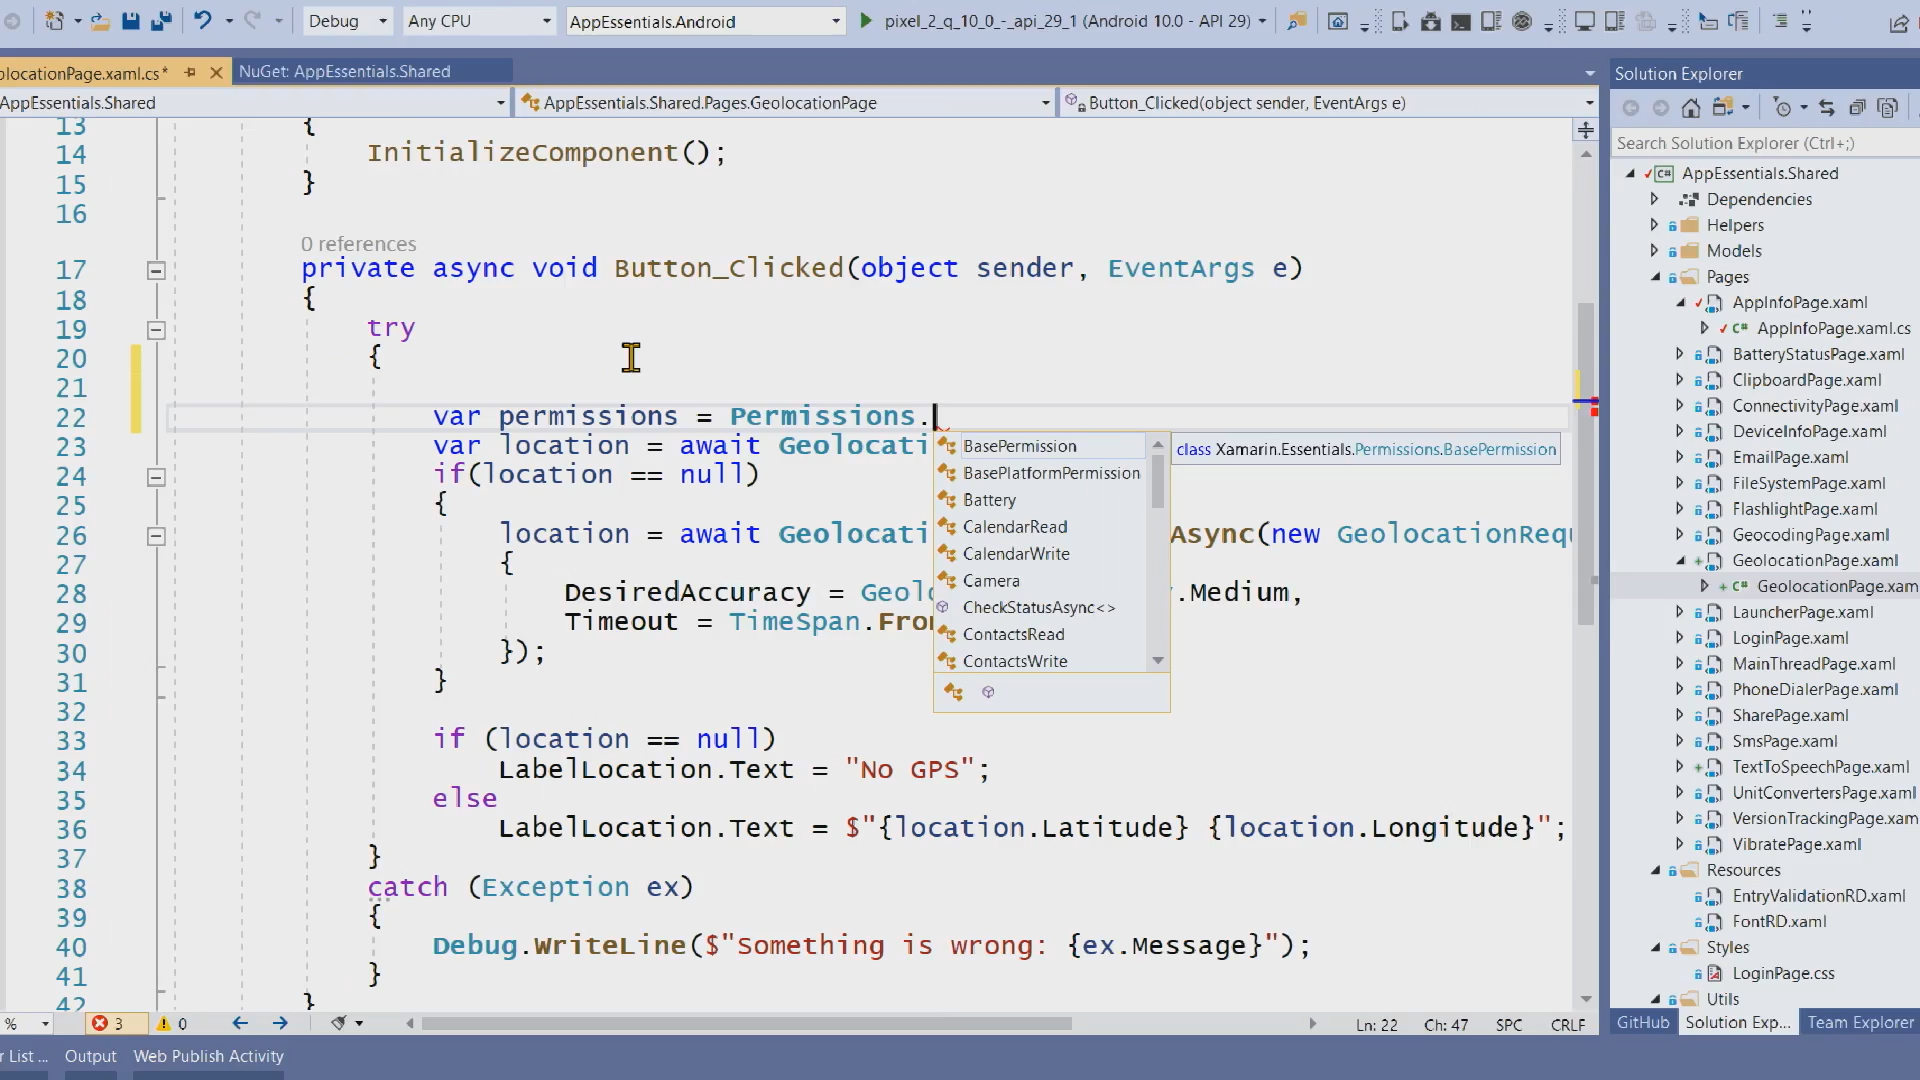 Debug
Any CPU
AppEssentials.Android
pixel_2_q_10_0_-_api_29_1 (Android 10.0 - API 29)
olocationPage.xaml.cs*
NuGet: AppEssentials.Shared
AppEssentials.Shared
AppEssentials.Shared.Pages.GeolocationPage
Button_Clicked(object sender, EventArgs e)
13 {
14 InitializeComponent();
15 }
16
0 references
17 private async void Button_Clicked(object sender, EventArgs e)
18 {
19 try
20 {
21
22 var permissions = Permissions.
23 var location = await Geolocati
24 if(location == null)
25 {
26 location = await Geolocati Async(new GeolocationRequ
27 {
28 DesiredAccuracy = Geolo y.Medium,
29 Timeout = TimeSpan.Fro
30 });
31 }
32
33 if (location == null)
34 LabelLocation.Text = "No GPS";
35 else
36 LabelLocation.Text = $"{location.Latitude} {location.Longitude}";
37 }
38 catch (Exception ex)
39 {
40 Debug.WriteLine($"Something is wrong: {ex.Message}");
41 }
42 }
BasePermission
BasePlatformPermission
Battery
CalendarRead
CalendarWrite
Camera
CheckStatusAsync<>
ContactsRead
ContactsWrite
class Xamarin.Essentials.Permissions.BasePermission
%
3
0
Ln: 22
Ch: 47
SPC
CRLF
r List ...
Output
Web Publish Activity
Solution Explorer
Search Solution Explorer (Ctrl+;)
AppEssentials.Shared
Dependencies
Helpers
Models
Pages
AppInfoPage.xaml
AppInfoPage.xaml.cs
BatteryStatusPage.xaml
ClipboardPage.xaml
ConnectivityPage.xaml
DeviceInfoPage.xaml
EmailPage.xaml
FileSystemPage.xaml
FlashlightPage.xaml
GeocodingPage.xaml
GeolocationPage.xaml
GeolocationPage.xam
LauncherPage.xaml
LoginPage.xaml
MainThreadPage.xaml
PhoneDialerPage.xaml
SharePage.xaml
SmsPage.xaml
TextToSpeechPage.xaml
UnitConvertersPage.xaml
VersionTrackingPage.xam
VibratePage.xaml
Resources
EntryValidationRD.xaml
FontRD.xaml
Styles
LoginPage.css
Utils
GitHub
Solution Exp...
Team Explorer